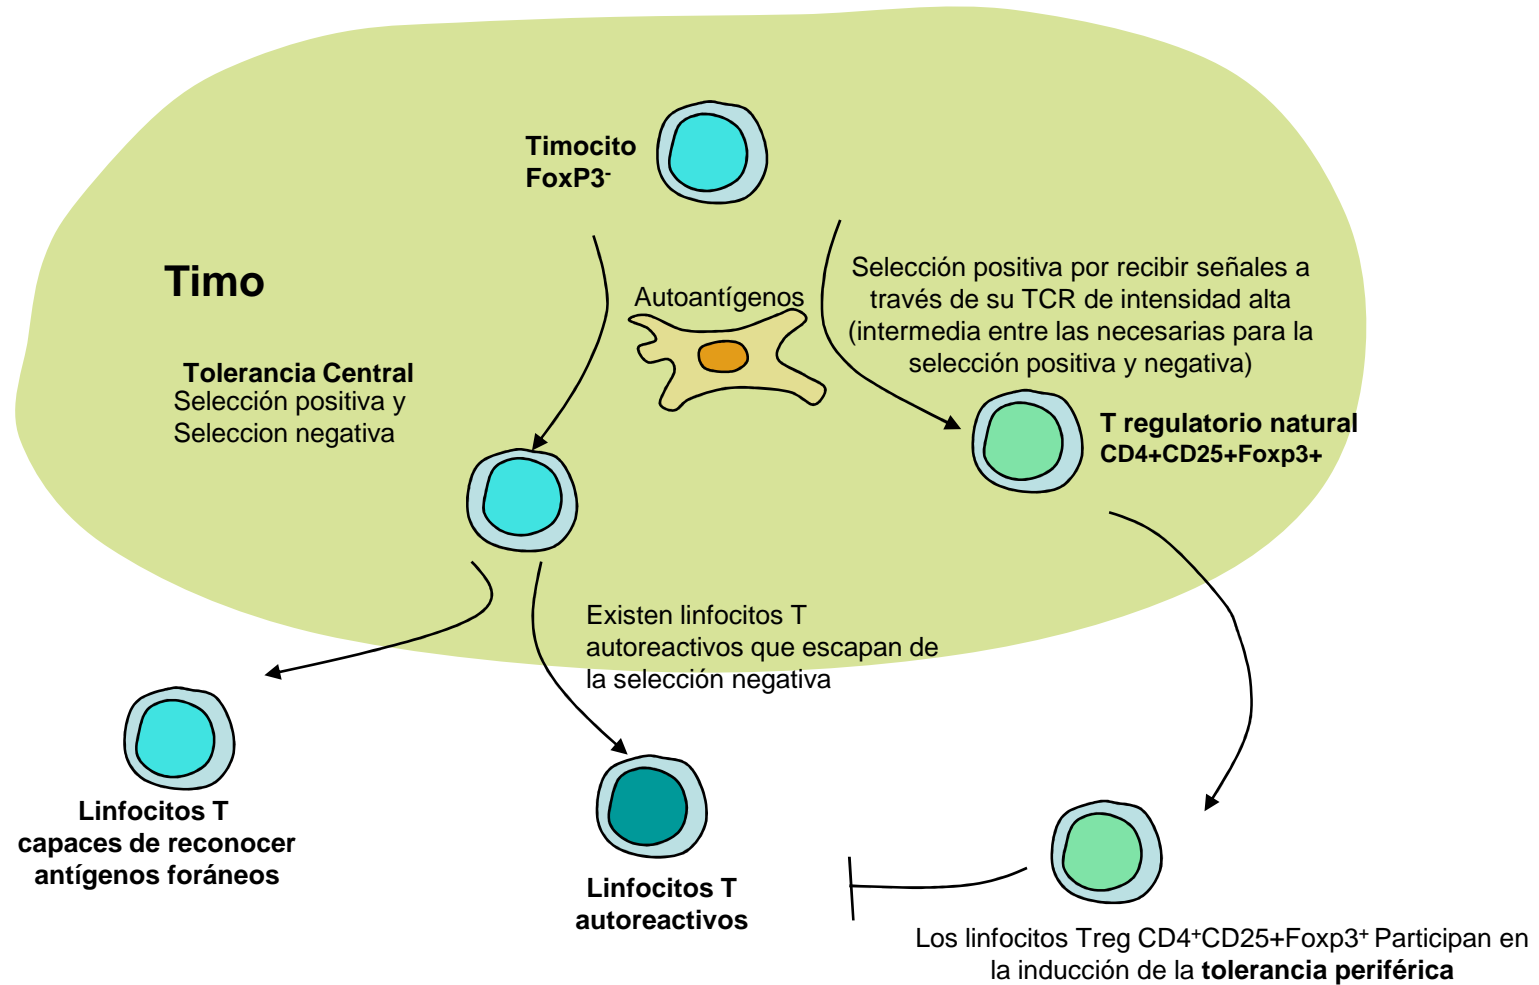 Timocito
FoxP3-
Timo
Autoantígenos
Selección positiva por recibir señales a
través de su TCR de intensidad alta
(intermedia entre las necesarias para la
selección positiva y negativa)
Tolerancia Central
Selección positiva y
Seleccion negativa
T regulatorio natural
CD4+CD25+Foxp3+
Existen linfocitos T
autoreactivos que escapan de
la selección negativa
Linfocitos T
capaces de reconocer
antígenos foráneos
Linfocitos T
autoreactivos
Los linfocitos Treg CD4+CD25+Foxp3+ Participan en
la inducción de la tolerancia periférica